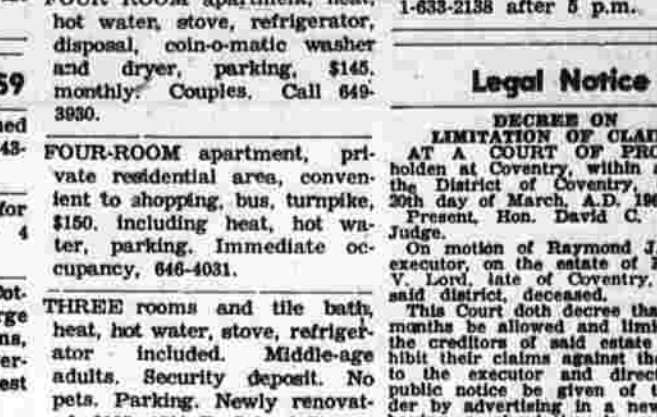 59
ned
43-
for
4
Dot-
rge
ns,
er-
est
FOUR ROOM apartment, heat,
hot water, stove, refrigerator,
disposal, coin-o-matic washer
and dryer, parking, $145.
monthly. Couples. Call 649-
3930.
FOUR-ROOM apartment, pri-
vate residential area, conven-
ient to shopping, bus, turnpike,
$150. including heat, hot wa-
ter, parking. Immediate oc-
cupancy, 646-4031.
THREE rooms and tile bath,
heat, hot water, stove, refriger-
ator included. Middle-age
adults. Security deposit. No
pets. Parking. Newly renovat-
1-633-2138 after 5 p.m.
Legal Notice
DECREE ON
LIMITATION OF CLAI
AT A COURT OF PRO
holden at Coventry, within a
the District of Coventry,
20th day of March, A.D. 196
Present, Hon. David C.
Judge.
On motion of Raymond J.
executor, on the estate of
V. Lord, late of Coventry,
said district, deceased.
This Court doth decree tha
months be allowed and limi
the creditors of said estate
hibit their claims against the
to the executor and direct
public notice be given of t
der by advertising in a new